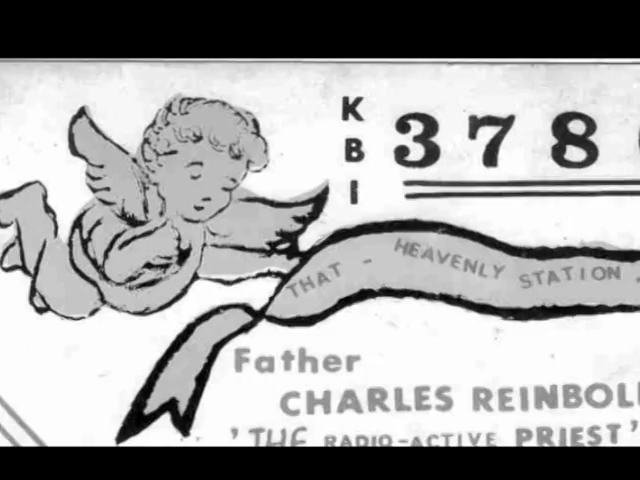 KBI
378
THAT - HEAVENLY STATION
Father
CHARLES REINBOL
'THE RADIO-ACTIVE PRIEST'